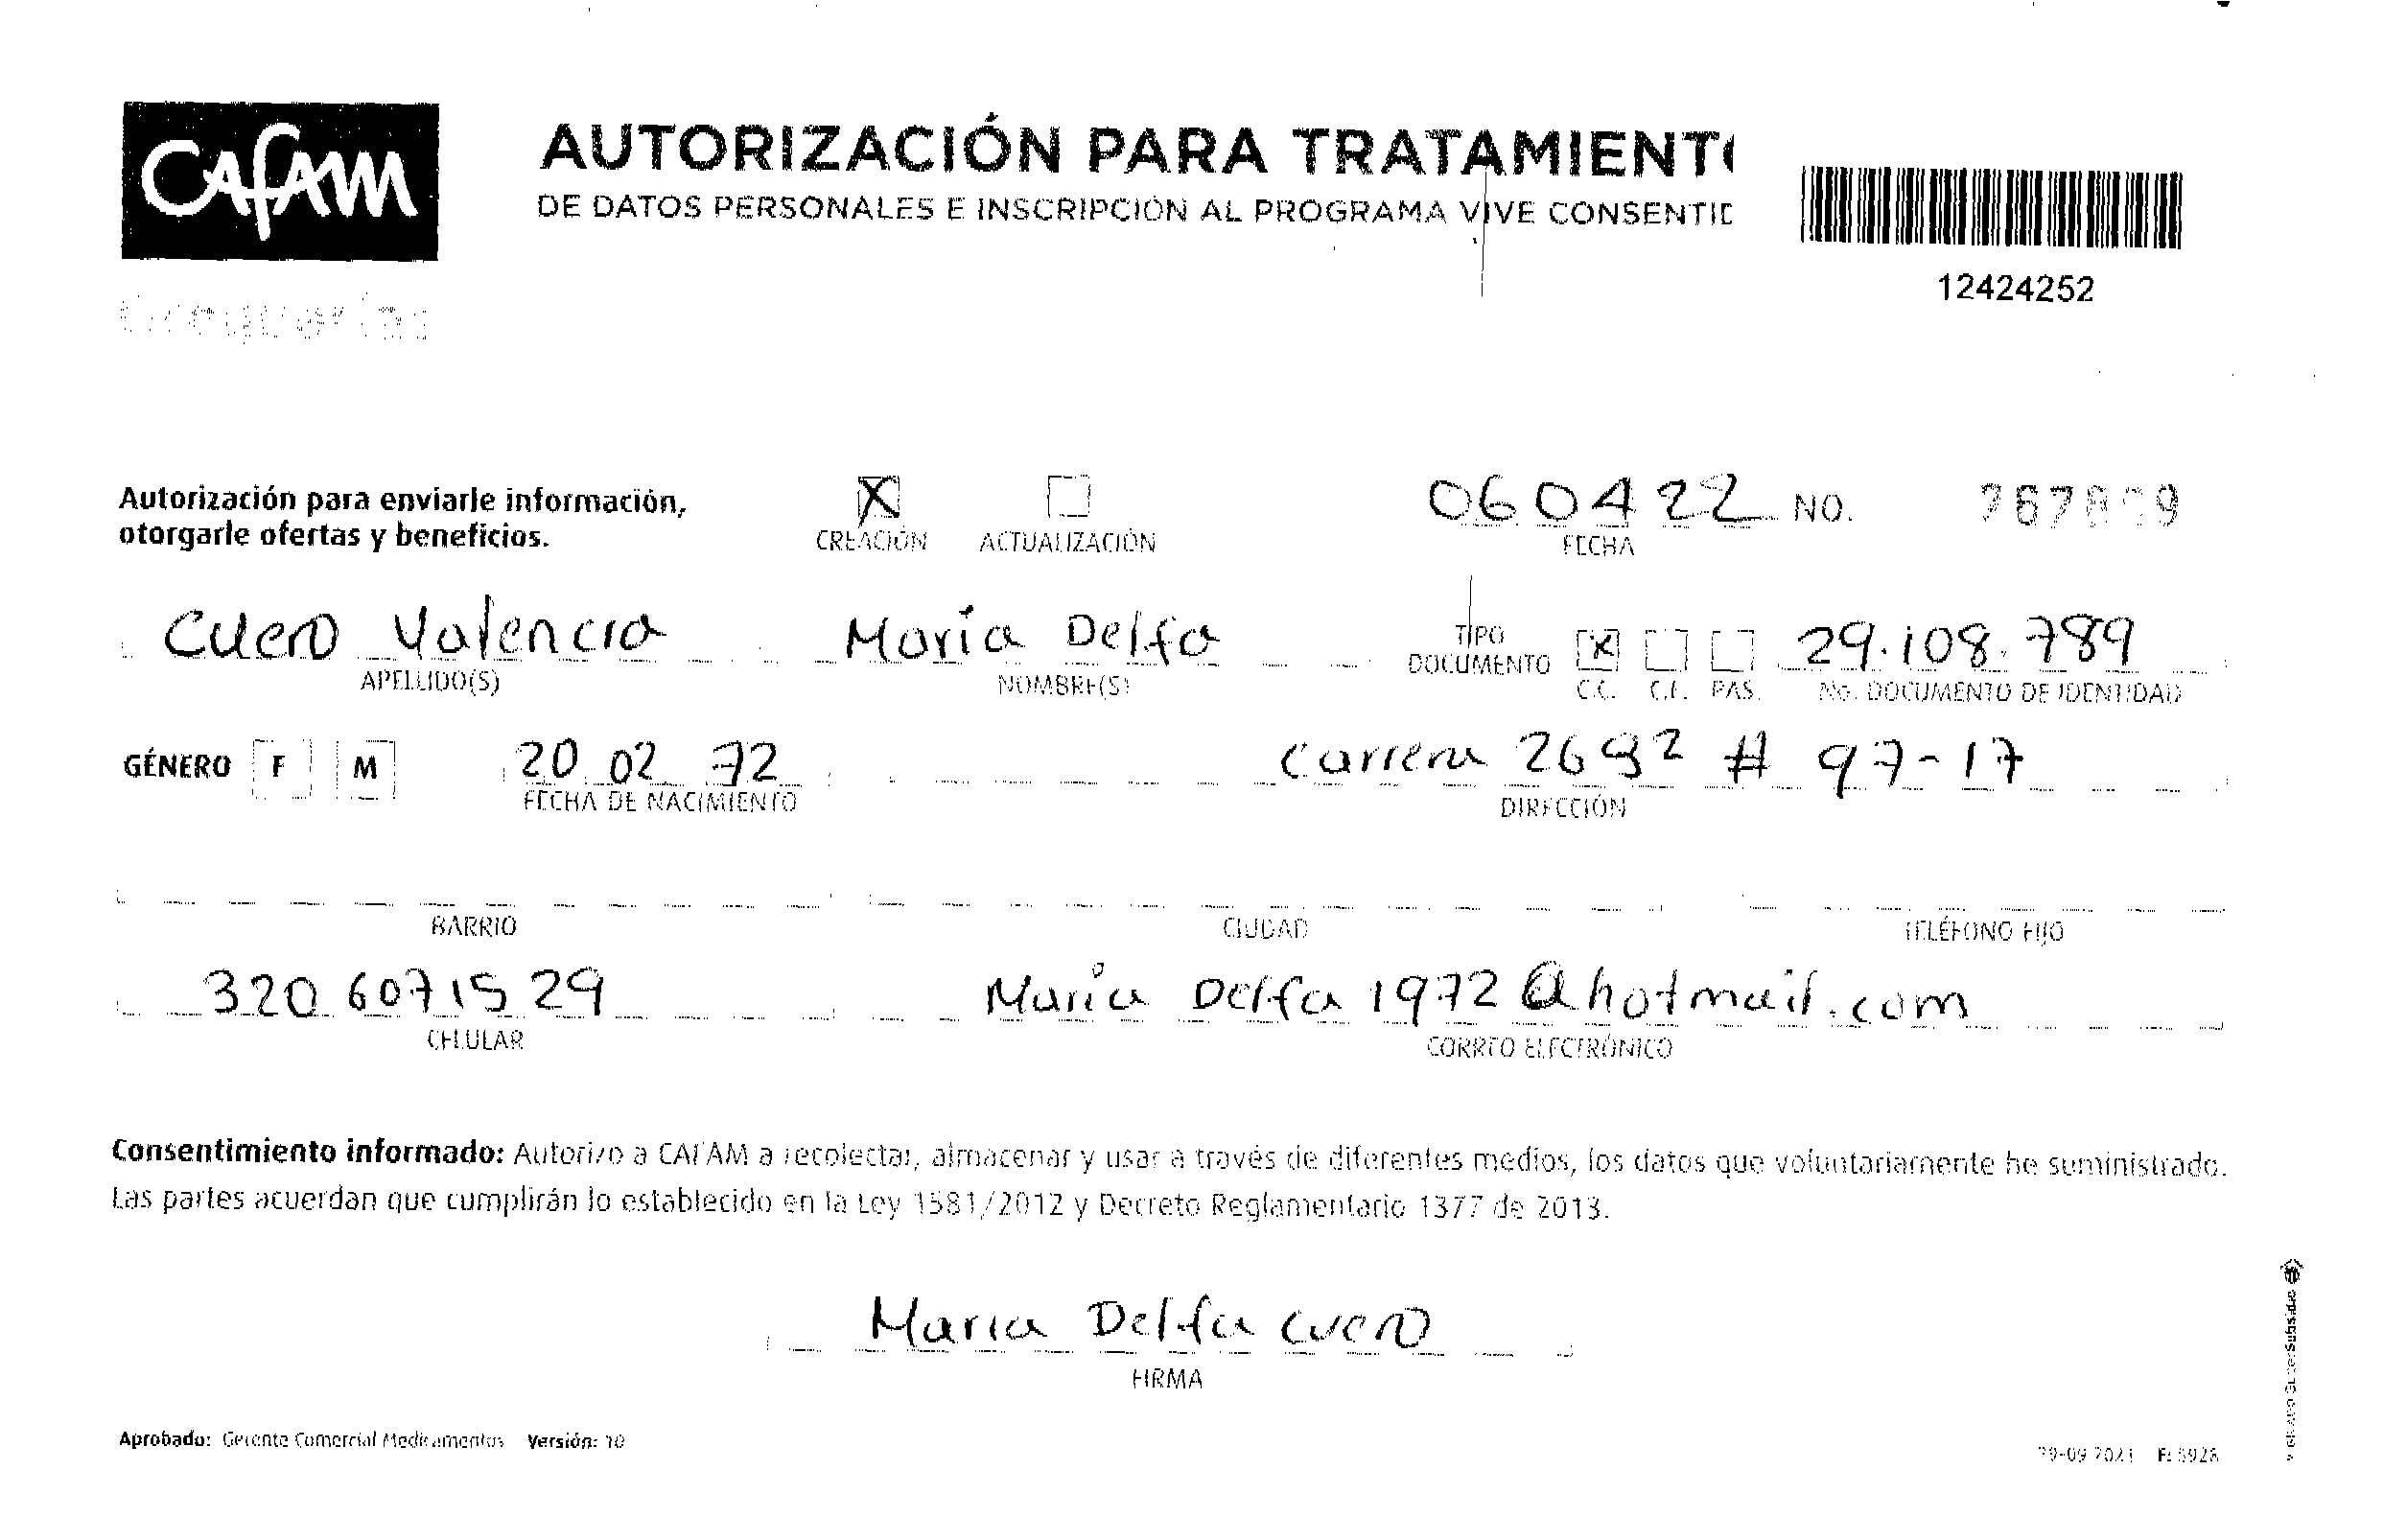 CAFAM
AUTORIZACIÓN PARA TRATAMIENTO
DE DATOS PERSONALES E INSCRIPCIÓN AL PROGRAMA VIVE CONSENTID
12424252
Droguerías
Autorización para enviarle información,
otorgarle ofertas y beneficios.
X CREACIÓN ACTUALIZACIÓN
060422 FECHA
NO.
Cuero Valencia
APELLIDO(S)
Maria Delfa
NOMBRE(S)
TIPO
DOCUMENTO
X
C.C. C.E. PAS.
29.108.789
No. DOCUMENTO DE IDENTIDAD
GÉNERO F M
20 02 72
FECHA DE NACIMIENTO
Carrera # 97-17
DIRECCIÓN
BARRIO CIUDAD TELÉFONO FIJO
320 6071529
CELULAR
Maria Delfa 1972 @hotmail.com
CORREO ELECTRÓNICO
Consentimiento informado: Autorizo a CAFAM a recolectar, almacenar y usar a través de diferentes medios, los datos que voluntariamente he suministrado.
Las partes acuerdan que cumplirán lo establecido en la Ley 1581/2012 y Decreto Reglamentario 1377 de 2013.
Maria Delfa Cuero
FIRMA
Aprobado: Gerente Comercial Medicamentos Versión: 10
F: 5928
SuperSubsidio